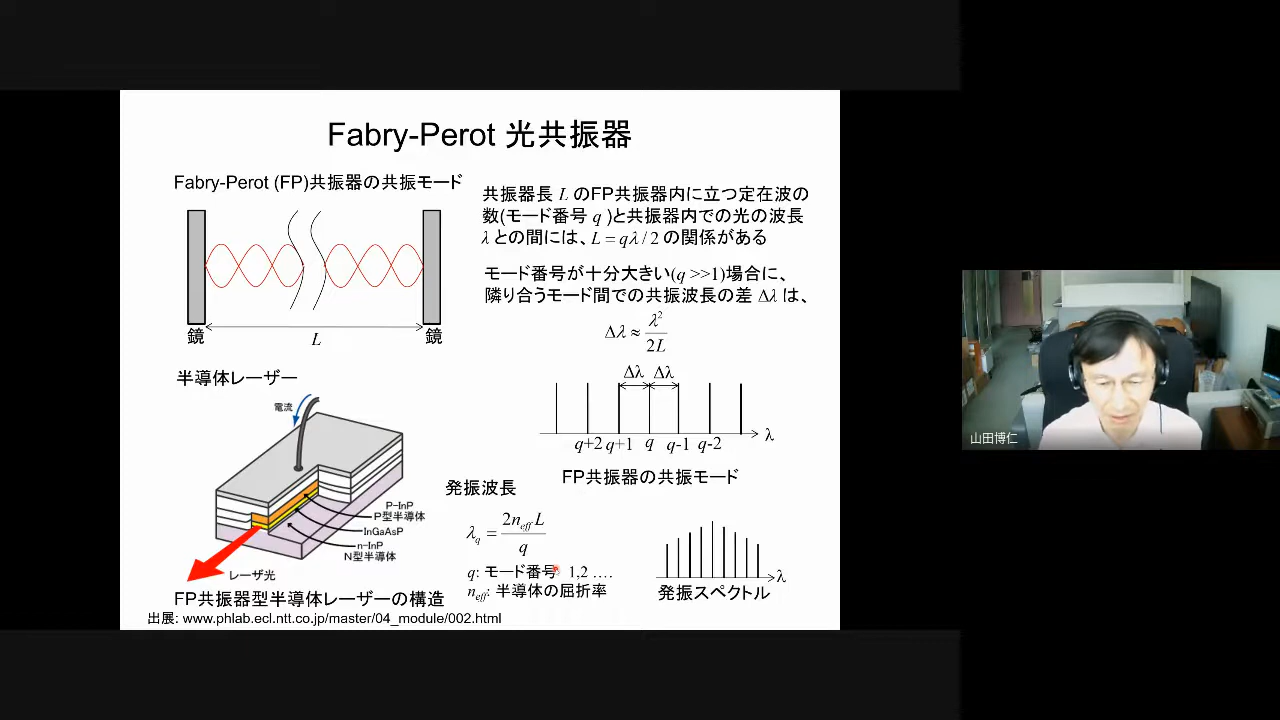 Fabry-Perot 光共振器
Fabry-Perot (FP)共振器の共振モード
鏡
L
鏡
共振器長 L のFP共振器内に立つ定在波の
数(モード番号 q )と共振器内での光の波長
λ との間には、L = qλ / 2 の関係がある
モード番号が十分大きい(q >>1)場合に、
隣り合うモード間での共振波長の差 Δλ は、
Δλ ≈ λ² / 2L
Δλ Δλ
λ
q+2 q+1 q q-1 q-2
FP共振器の共振モード
半導体レーザー
電流
P-InP
P型半導体
InGaAsP
n-InP
N型半導体
レーザ光
FP共振器型半導体レーザーの構造
出展: www.phlab.ecl.ntt.co.jp/master/04_module/002.html
発振波長
λq = 2neff L / q
q: モード番号 1,2 ….
neff: 半導体の屈折率
λ
発振スペクトル
山田博仁